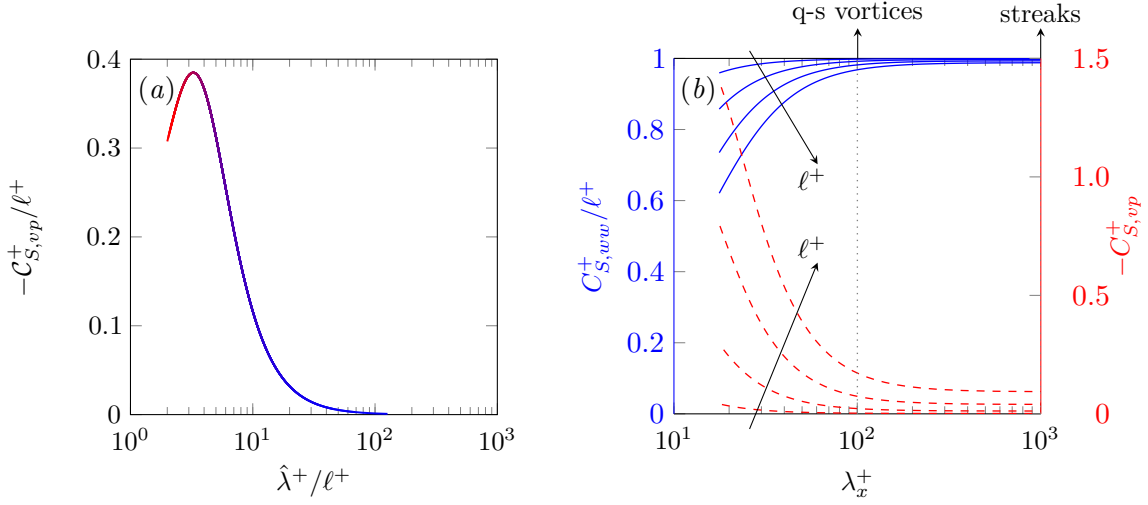 q-s vortices streaks
(a)
−𝒞⁺_{S,vp}/ℓ⁺
0.4
0.3
0.2
0.1
0
10⁰ 10¹ 10² 10³
λ̂⁺/ℓ⁺
(b)
C⁺_{S,ww}/ℓ⁺
1
0.8
0.6
0.4
0.2
0
ℓ⁺
ℓ⁺
10¹ 10² 10³
λ⁺ₓ
1.5
1.0
0.5
0
−C⁺_{S,vp}